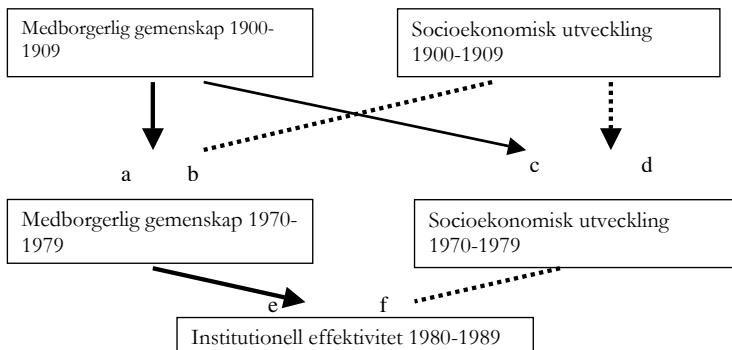 Medborgerlig gemenskap 1900-
1909
Socioekonomisk utveckling
1900-1909
a
b
c
d
Medborgerlig gemenskap 1970-
1979
Socioekonomisk utveckling
1970-1979
e
f
Institutionell effektivitet 1980-1989